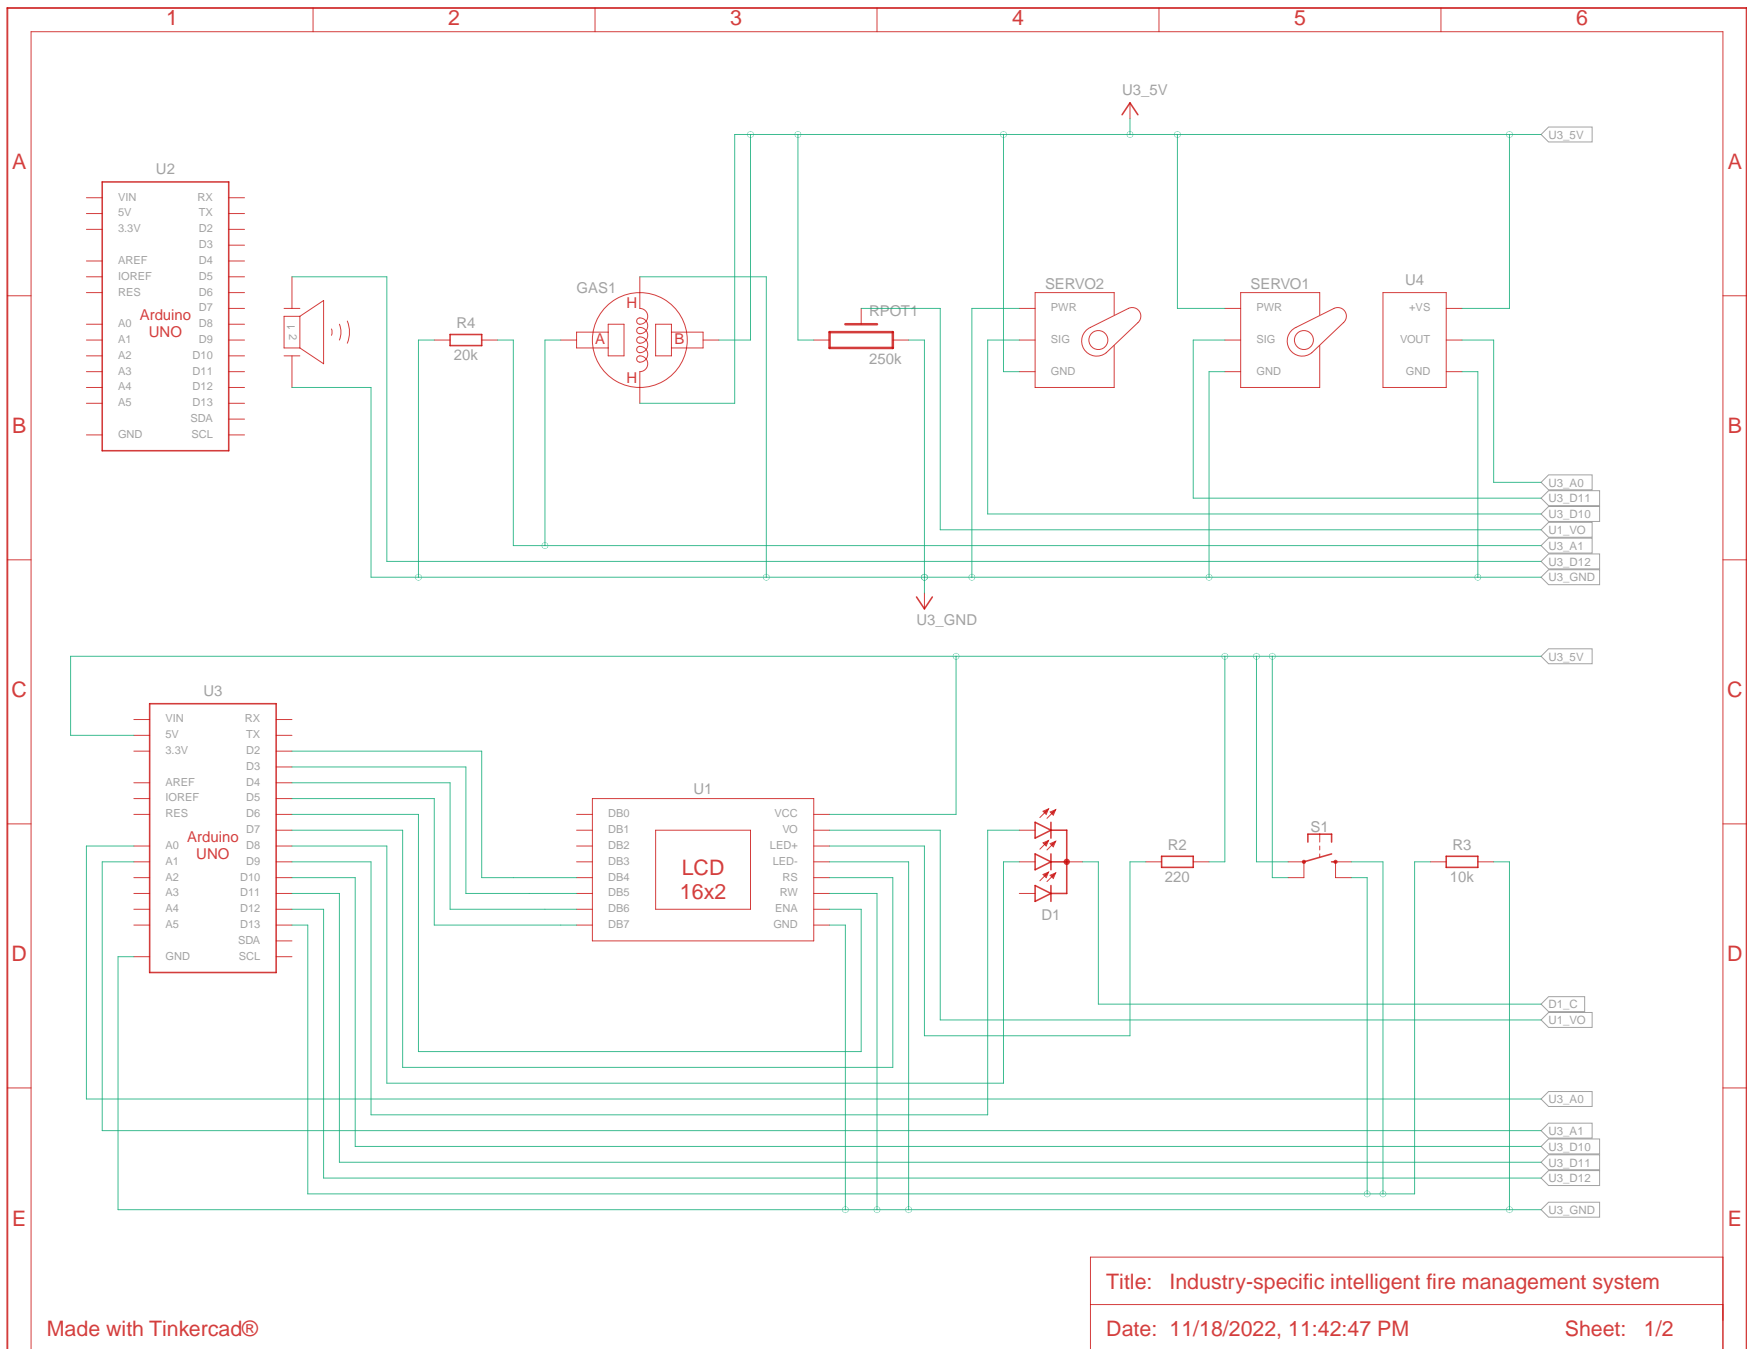 1 2 3 4 5 6
U3_5V
U3_5V
A A
U2
VIN RX
5V TX
3.3V D2
D3
AREF D4
IOREF D5
RES D6
D7
Arduino
UNO
A0 D8
A1 D9
A2 D10
A3 D11
A4 D12
A5 D13
SDA
GND SCL
1 2
R4
20k
GAS1
H
A B
H
RPOT1
250k
SERVO2
PWR
SIG
GND
SERVO1
PWR
SIG
GND
U4
+VS
VOUT
GND
B B
U3_A0
U3_D11
U3_D10
U1_VO
U3_A1
U3_D12
U3_GND
U3_GND
U3_5V
C C
U3
VIN RX
5V TX
3.3V D2
D3
AREF D4
IOREF D5
RES D6
D7
Arduino
UNO
A0 D8
A1 D9
A2 D10
A3 D11
A4 D12
A5 D13
SDA
GND SCL
U1
DB0 VCC
DB1 VO
DB2 LED+
DB3 LED-
DB4 RS
DB5 RW
DB6 ENA
DB7 GND
LCD
16x2
D1
R2
220
S1
R3
10k
D D
D1_C
U1_VO
U3_A0
U3_A1
U3_D10
U3_D11
U3_D12
U3_GND
E E
Title: Industry-specific intelligent fire management system
Made with Tinkercad®
Date: 11/18/2022, 11:42:47 PM Sheet: 1/2